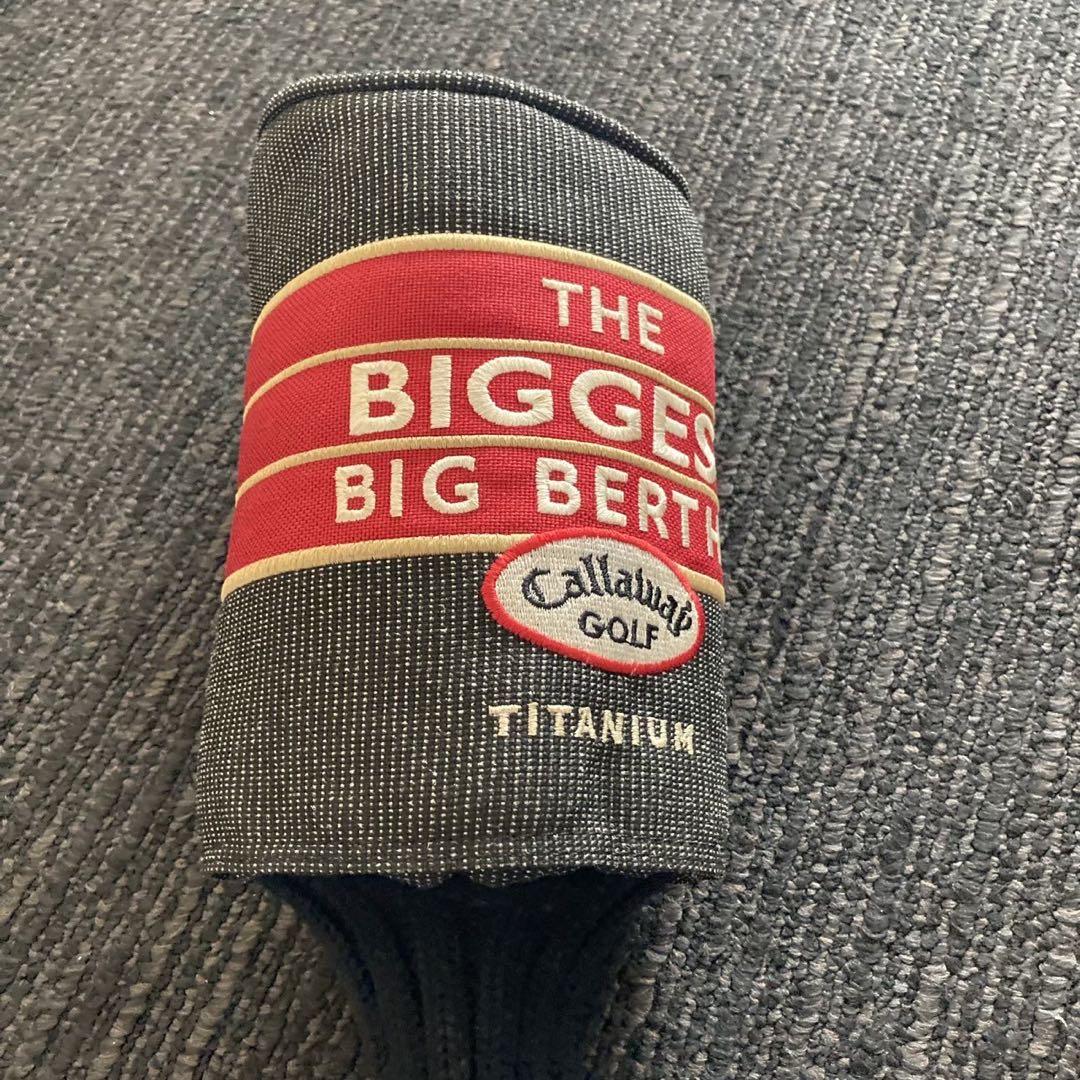 THE
BIGGES
BIG BERTH
Callaway
GOLF
TITANIUM